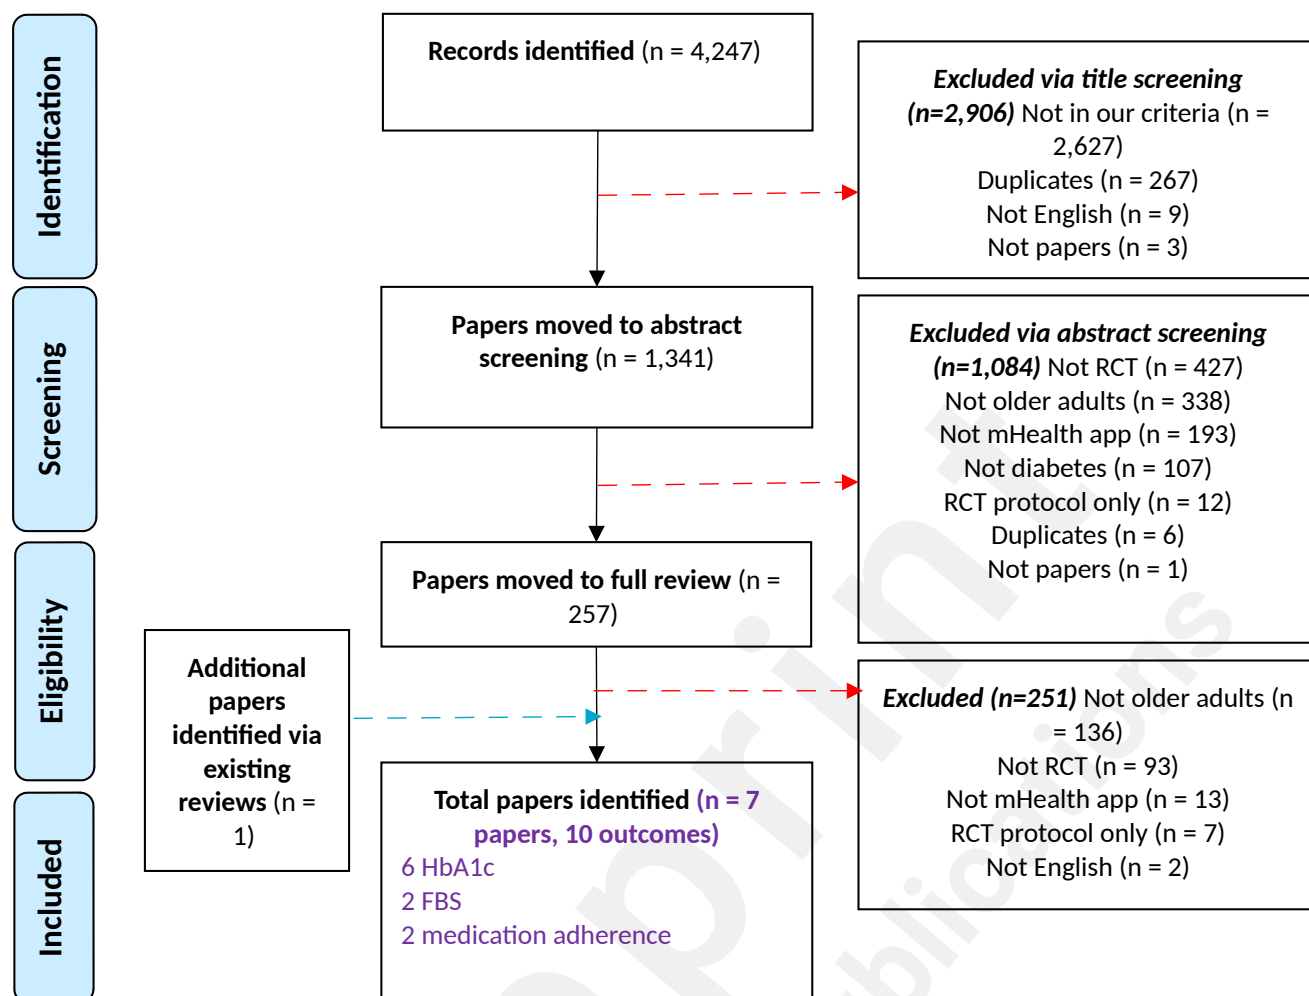 Identification
Records identified (n = 4,247)
Excluded via title screening
(n=2,906) Not in our criteria (n =
2,627)
Duplicates (n = 267)
Not English (n = 9)
Not papers (n = 3)
Screening
Papers moved to abstract
screening (n = 1,341)
Excluded via abstract screening
(n=1,084) Not RCT (n = 427)
Not older adults (n = 338)
Not mHealth app (n = 193)
Not diabetes (n = 107)
RCT protocol only (n = 12)
Duplicates (n = 6)
Not papers (n = 1)
Eligibility
Papers moved to full review (n =
257)
Additional
papers
identified via
existing
reviews (n =
1)
Excluded (n=251) Not older adults (n
= 136)
Not RCT (n = 93)
Not mHealth app (n = 13)
RCT protocol only (n = 7)
Not English (n = 2)
Included
Total papers identified (n = 7
papers, 10 outcomes)
6 HbA1c
2 FBS
2 medication adherence